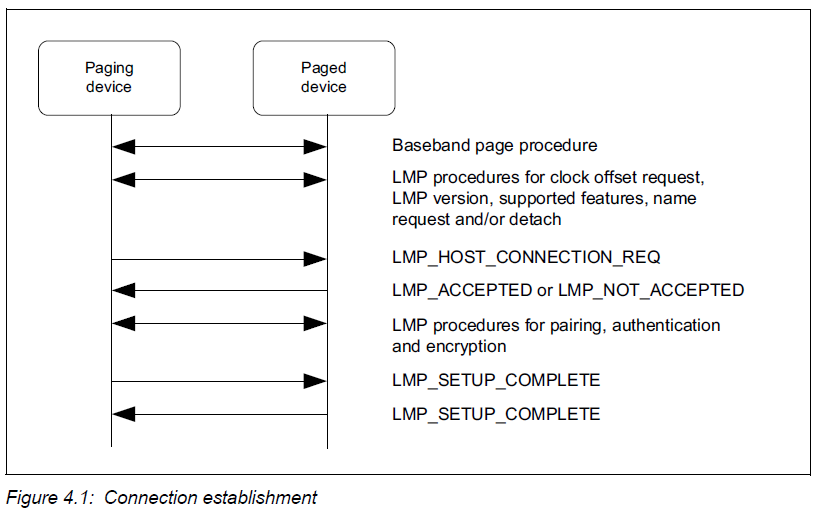 Paging
device
Paged
device
Baseband page procedure
LMP procedures for clock offset request,
LMP version, supported features, name
request and/or detach
LMP_HOST_CONNECTION_REQ
LMP_ACCEPTED or LMP_NOT_ACCEPTED
LMP procedures for pairing, authentication
and encryption
LMP_SETUP_COMPLETE
LMP_SETUP_COMPLETE
Figure 4.1: Connection establishment